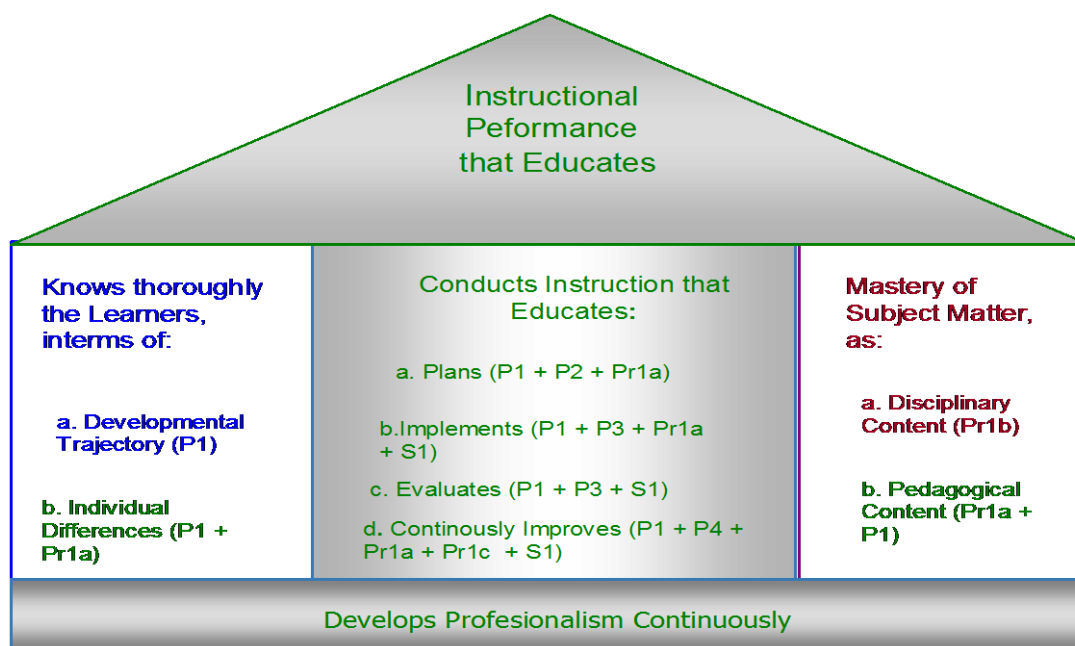 Instructional
Peformance
that Educates
Knows thoroughly
the Learners,
interms of:
a. Developmental
Trajectory (P1)
b. Individual
Differences (P1 +
Pr1a)
Conducts Instruction that
Educates:
a. Plans (P1 + P2 + Pr1a)
b.Implements (P1 + P3 + Pr1a
+ S1)
c. Evaluates (P1 + P3 + S1)
d. Continously Improves (P1 + P4 +
Pr1a + Pr1c + S1)
Mastery of
Subject Matter,
as:
a. Disciplinary
Content (Pr1b)
b. Pedagogical
Content (Pr1a +
P1)
Develops Profesionalism Continuously